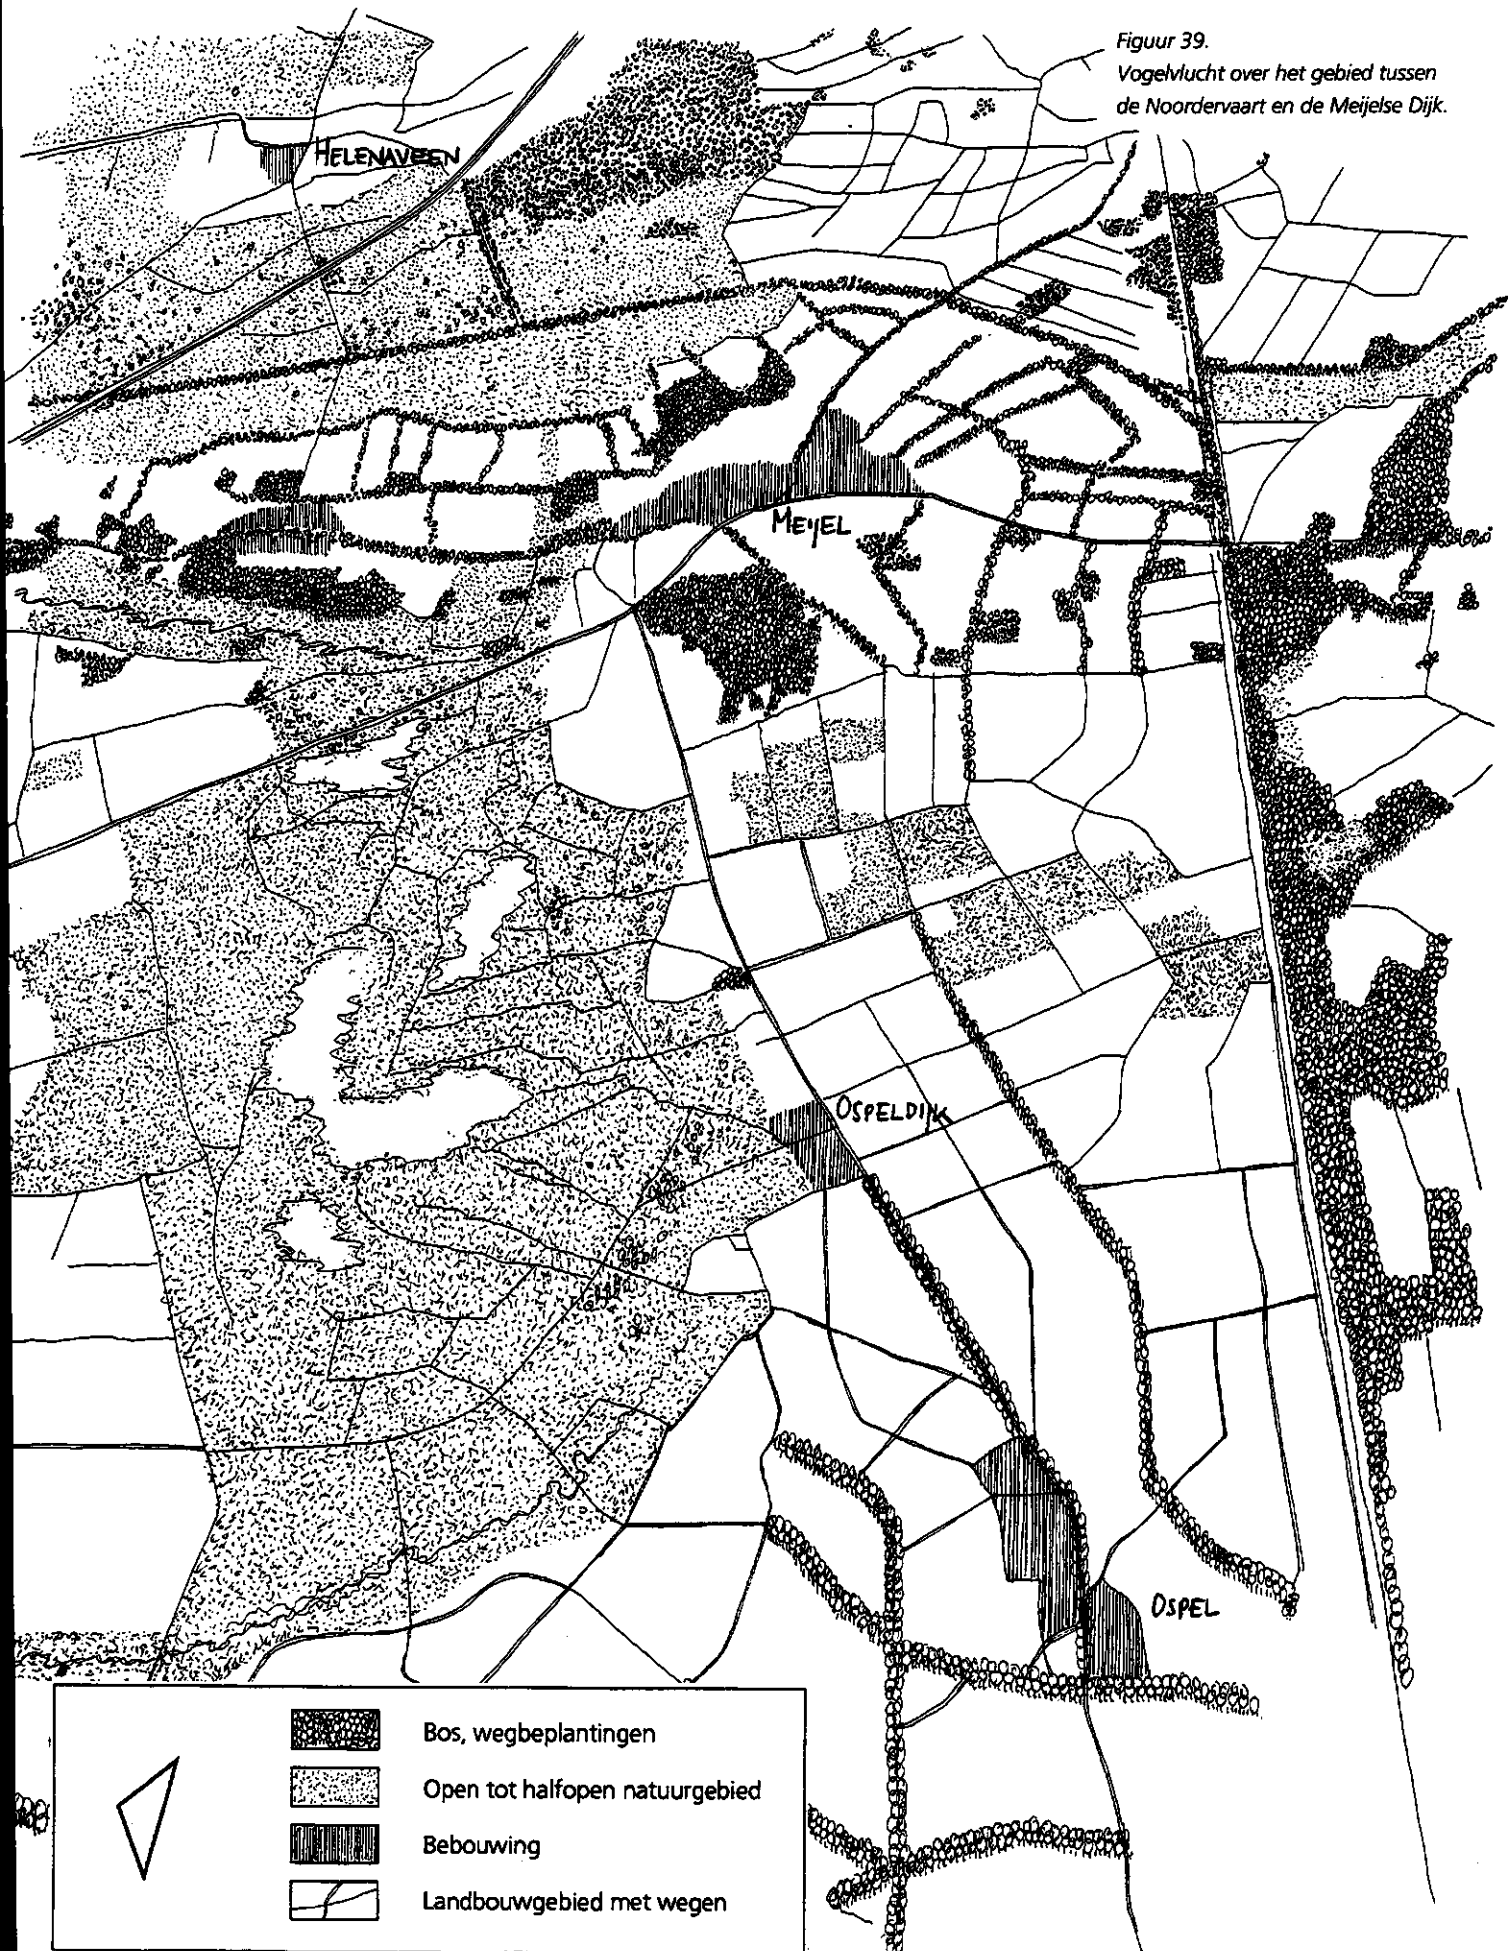 Figuur 39.
Vogelvlucht over het gebied tussen
de Noordervaart en de Meijelse Dijk.
HELENAVEEN
MEIJEL
OSPELDIJK
OSPEL
Bos, wegbeplantingen
Open tot halfopen natuurgebied
Bebouwing
Landbouwgebied met wegen